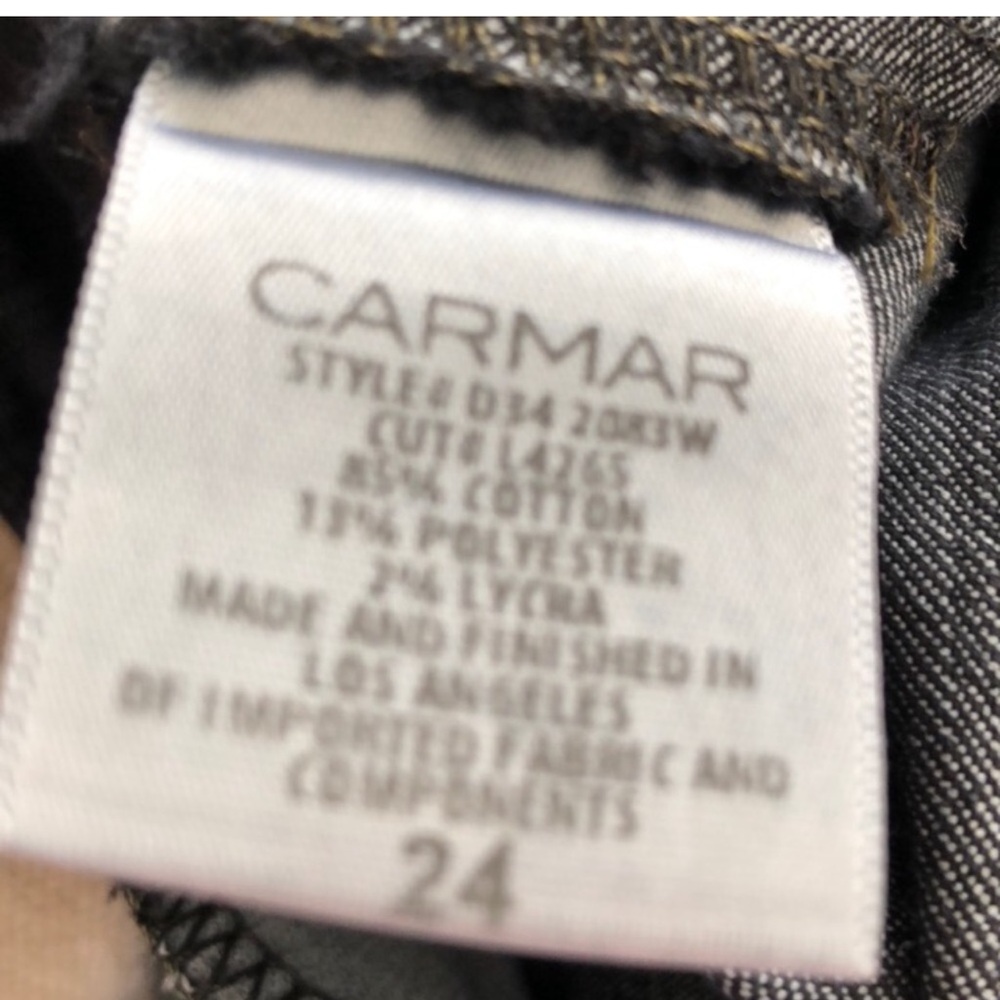 CARMAR
STYLE# D34 2083W
CUT# L4265
85% COTTON
13% POLYESTER
2% LYCRA
MADE AND FINISHED IN
LOS ANGELES
OF IMPORTED FABRIC AND
COMPONENTS
24